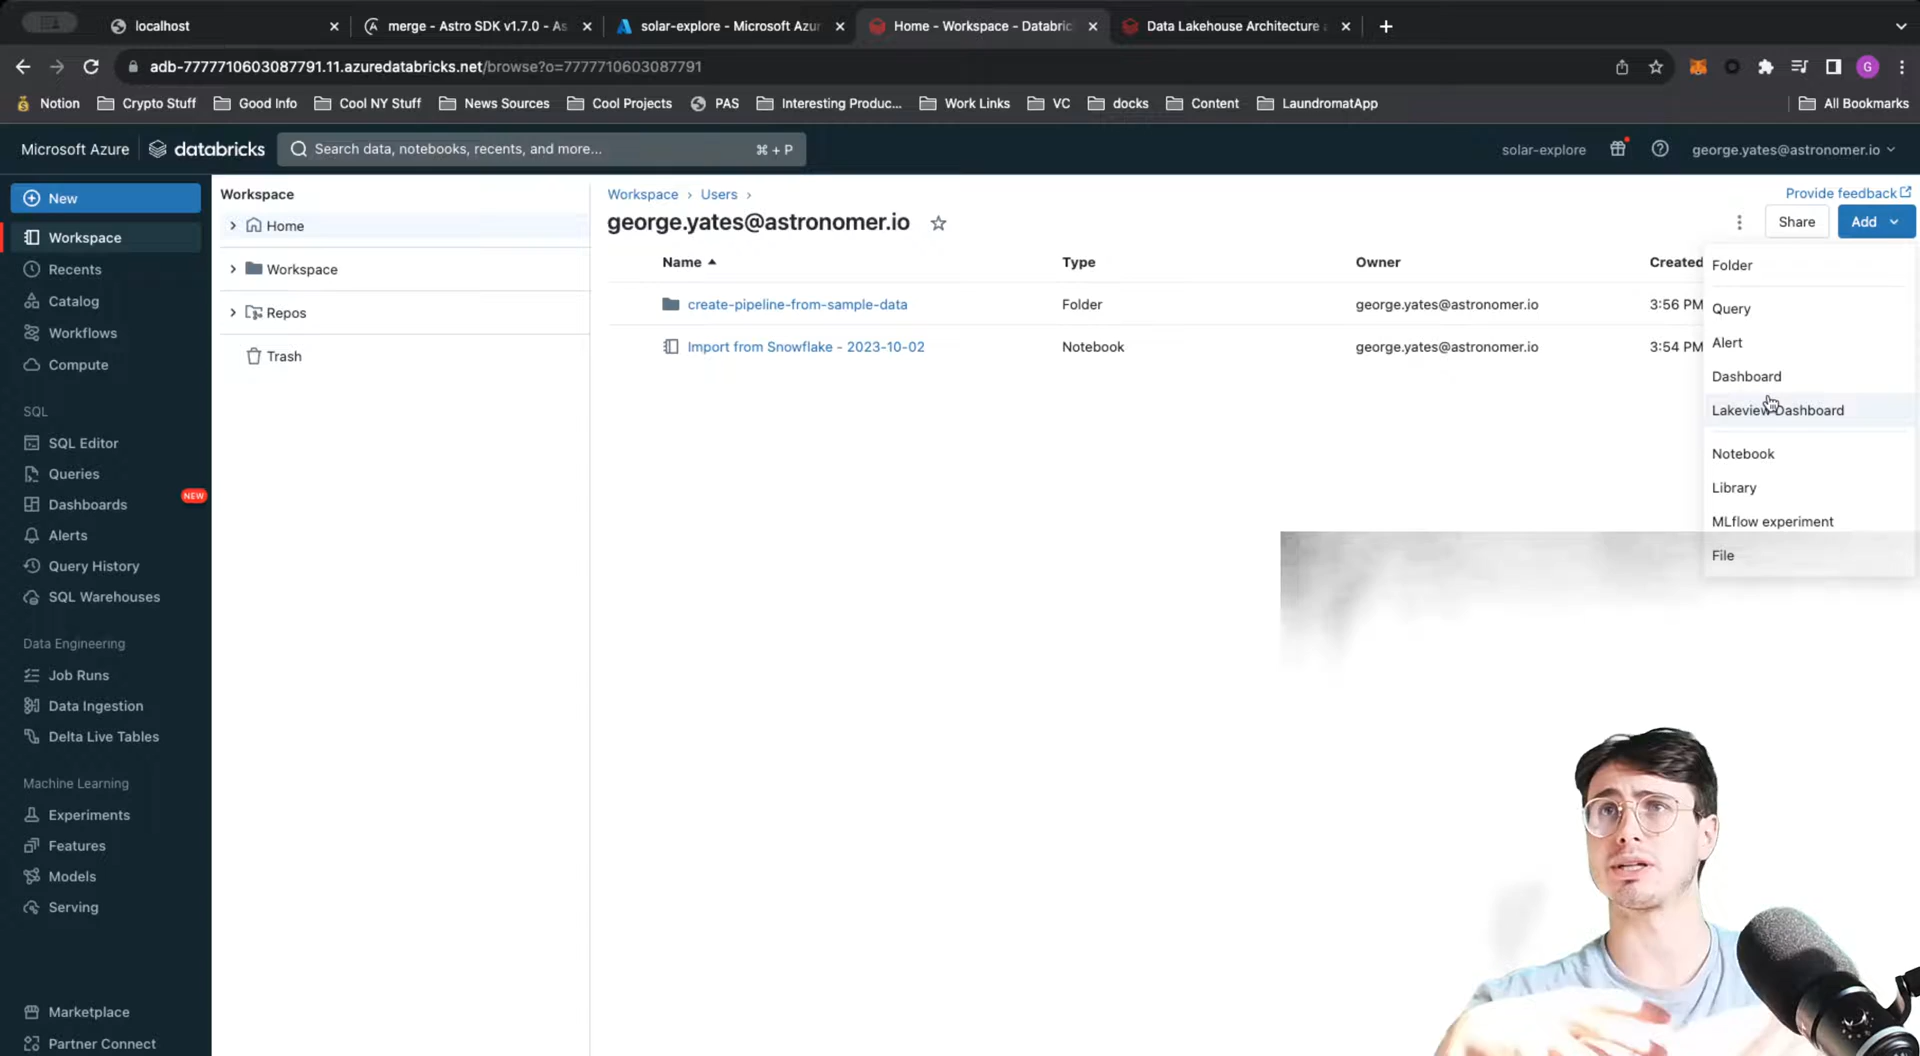 localhost
merge - Astro SDK v1.7.0 - As
solar-explore - Microsoft Azur
Home - Workspace - Databric
Data Lakehouse Architecture
adb-7777710603087791.11.azuredatabricks.net/browse?o=7777710603087791
G
Notion
Crypto Stuff
Good Info
Cool NY Stuff
News Sources
Cool Projects
PAS
Interesting Produc...
Work Links
VC
docks
Content
LaundromatApp
All Bookmarks
Microsoft Azure
databricks
Search data, notebooks, recents, and more...
⌘ + P
solar-explore
george.yates@astronomer.io
New
Workspace
Recents
Catalog
Workflows
Compute
SQL
SQL Editor
Queries
Dashboards
NEW
Alerts
Query History
SQL Warehouses
Data Engineering
Job Runs
Data Ingestion
Delta Live Tables
Machine Learning
Experiments
Features
Models
Serving
Marketplace
Partner Connect
Workspace
Home
Workspace
Repos
Trash
Workspace › Users ›
Provide feedback
george.yates@astronomer.io
Share
Add
Name Type Owner Created
create-pipeline-from-sample-data Folder george.yates@astronomer.io 3:56 PM
Import from Snowflake - 2023-10-02 Notebook george.yates@astronomer.io 3:54 PM
Folder
Query
Alert
Dashboard
Lakeview Dashboard
Notebook
Library
MLflow experiment
File